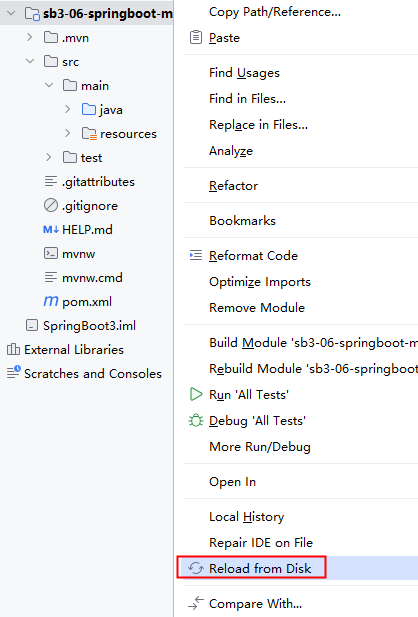 sb3-06-springboot-m
.mvn
src
main
java
resources
test
.gitattributes
.gitignore
M↓ HELP.md
mvnw
mvnw.cmd
m pom.xml
SpringBoot3.iml
External Libraries
Scratches and Consoles
Copy Path/Reference...
Paste
Find Usages
Find in Files...
Replace in Files...
Analyze
Refactor
Bookmarks
Reformat Code
Optimize Imports
Remove Module
Build Module 'sb3-06-springboot-m
Rebuild Module 'sb3-06-springboot
Run 'All Tests'
Debug 'All Tests'
More Run/Debug
Open In
Local History
Repair IDE on File
Reload from Disk
Compare With...